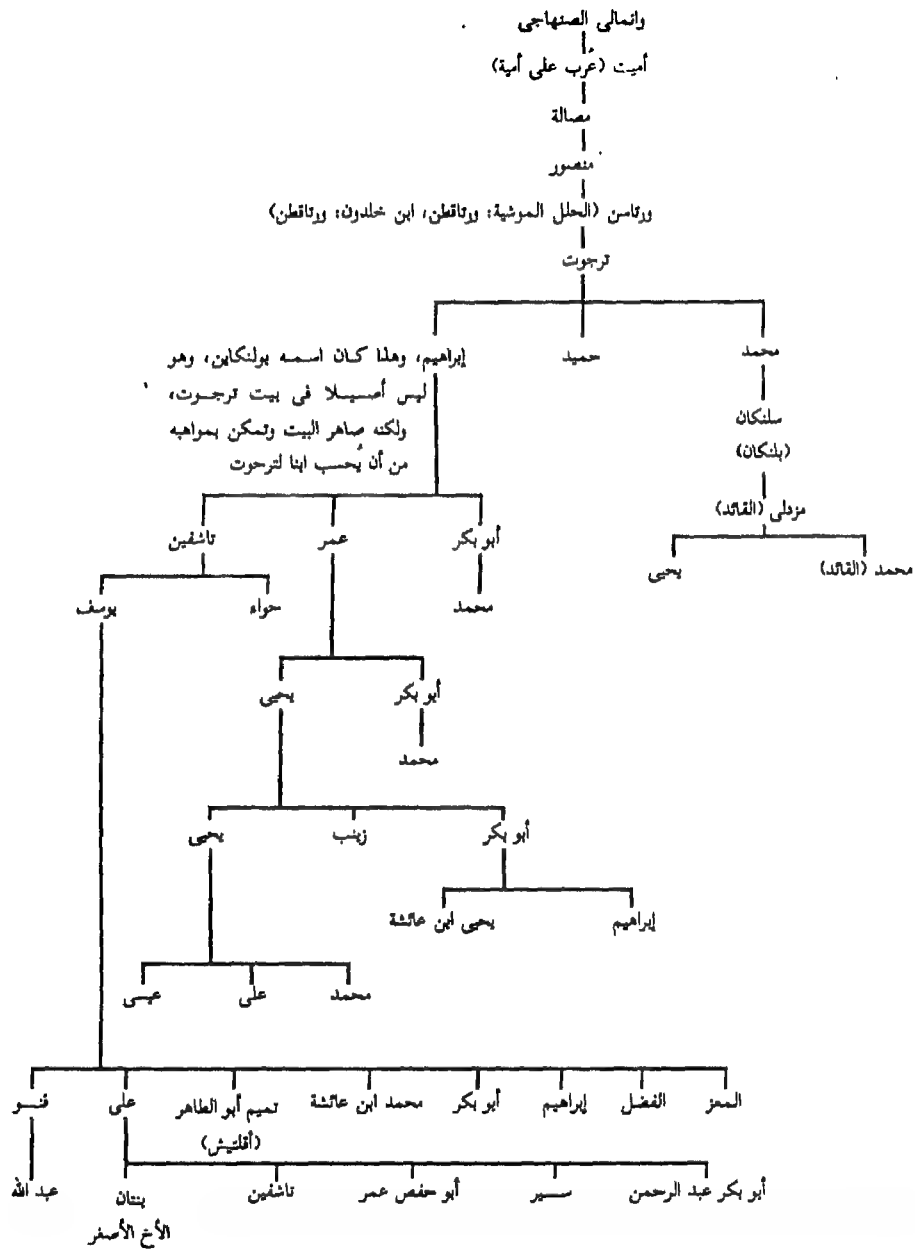 وانمالى الصنهاجى
أميت (عُرب على أمية)
مصالة
منصور
ورتاسن (الحلل الموشية: ورتاقطن، ابن خلدون: ورتاقطن)
ترجوت
محمد
حميد
إبراهيم، وهذا كان اسمه بولنكاين، وهو
ليس أصيلا فى بيت ترجوت،
ولكنه صاهر البيت وتمكن بمواهبه
من أن يُحسب ابنا لترجوت
سلنكان
(بلنكان)
مزدلى (القائد)
محمد (القائد)
يحيى
أبو بكر
عمر
تاشفين
محمد
حواء
يوسف
أبو بكر
يحيى
محمد
أبو بكر
زينب
يحيى
إبراهيم
يحيى ابن عائشة
محمد
على
عيسى
المعز
الفضل
إبراهيم
أبو بكر
محمد ابن عائشة
تميم أبو الطاهر
(أقلتيش)
على
قنو
أبو بكر عبد الرحمن
سير
أبو حفص عمر
تاشفين
بنتان
عبد الله
الأخ الأصغر